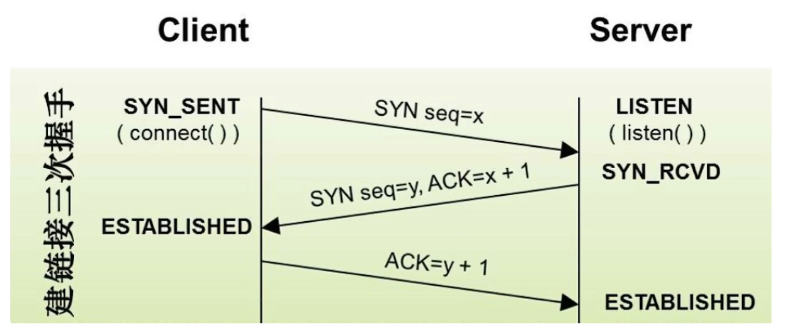 Client
Server
建链接三次握手
SYN_SENT
( connect( ) )
SYN seq=x
LISTEN
( listen( ) )
SYN_RCVD
SYN seq=y, ACK=x + 1
ESTABLISHED
ACK=y + 1
ESTABLISHED